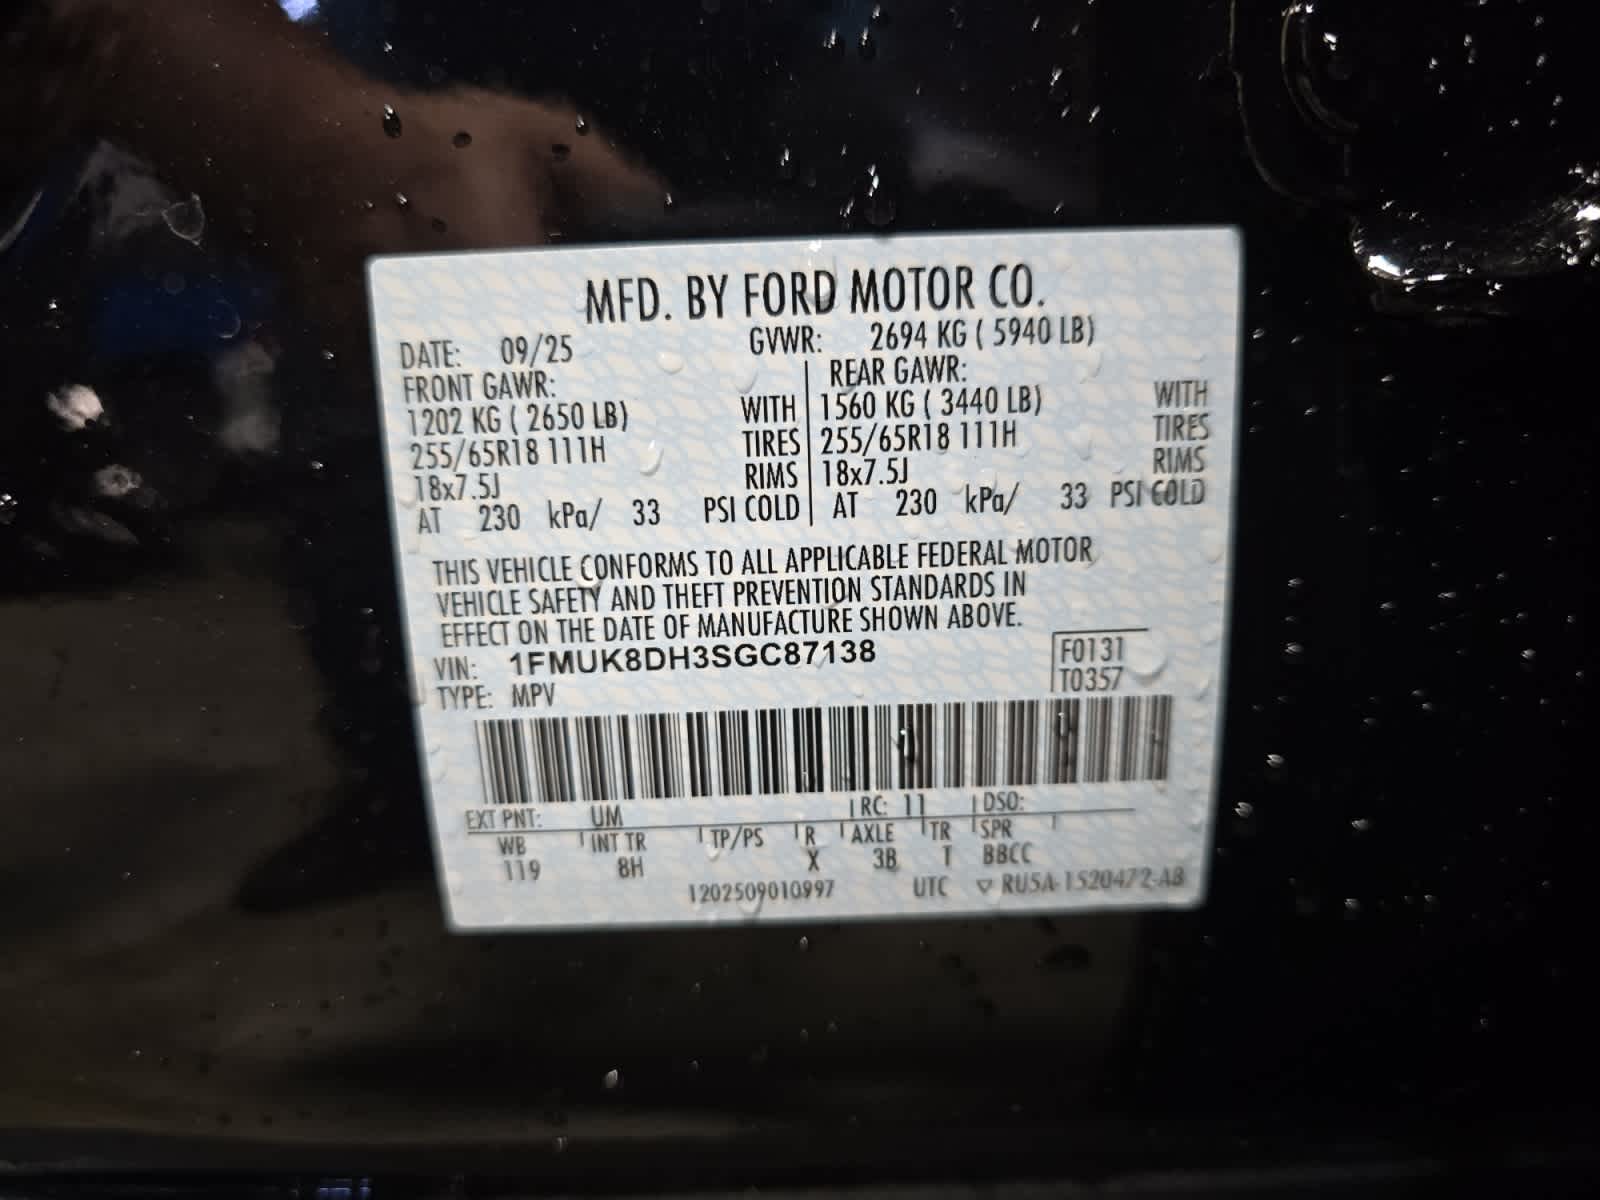 MFD. BY FORD MOTOR CO.
DATE: 09/25 GVWR: 2694 KG ( 5940 LB)
FRONT GAWR: REAR GAWR:
1202 KG ( 2650 LB) WITH 1560 KG ( 3440 LB) WITH
255/65R18 111H TIRES 255/65R18 111H TIRES
18x7.5J RIMS 18x7.5J RIMS
AT 230 kPa/ 33 PSI COLD AT 230 kPa/ 33 PSI COLD
THIS VEHICLE CONFORMS TO ALL APPLICABLE FEDERAL MOTOR
VEHICLE SAFETY AND THEFT PREVENTION STANDARDS IN
EFFECT ON THE DATE OF MANUFACTURE SHOWN ABOVE.
VIN: 1FMUK8DH3SGC87138 F0131
TYPE: MPV T0357
EXT PNT: UM RC: 11 DSO:
WB INT TR TP/PS R AXLE TR SPR
119 8H X 3B T BBCC
1202509010997 UTC ▽ RU5A-1520472-AB